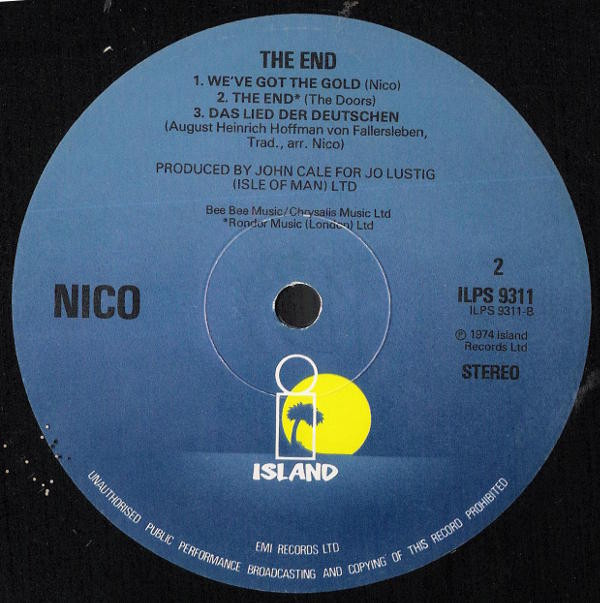 THE END
1. WE'VE GOT THE GOLD (Nico)
2. THE END* (The Doors)
3. DAS LIED DER DEUTSCHEN
(August Heinrich Hoffman von Fallersleben,
Trad., arr. Nico)
PRODUCED BY JOHN CALE FOR JO LUSTIG
(ISLE OF MAN) LTD
Bee Bee Music/Chrysalis Music Ltd
*Rondor Music (London) Ltd
NICO
2
ILPS 9311
ILPS 9311-B
℗ 1974 island
Records Ltd
STEREO
ISLAND
EMI RECORDS LTD
UNAUTHORISED PUBLIC PERFORMANCE BROADCASTING AND COPYING OF THIS RECORD PROHIBITED